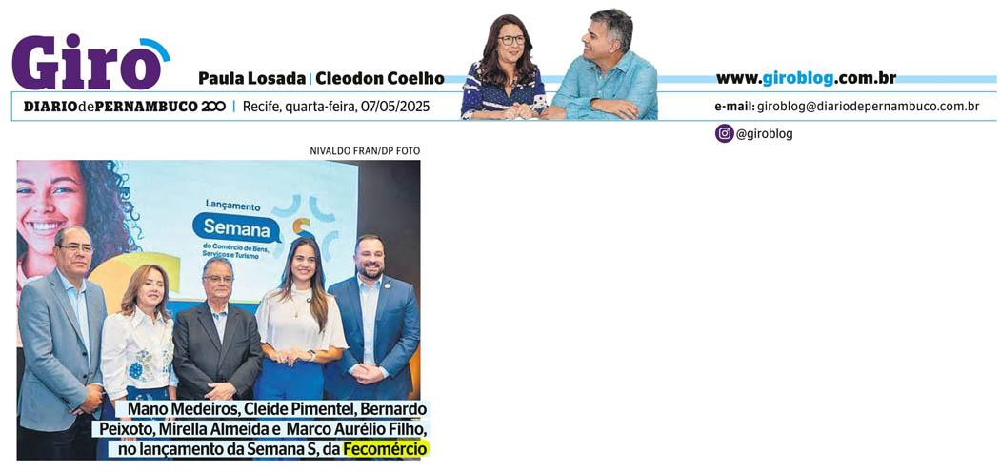 Giro
Paula Losada | Cleodon Coelho
www.giroblog.com.br
DIARIOdePERNAMBUCO 200 | Recife, quarta-feira, 07/05/2025
e-mail: giroblog@diariodepernambuco.com.br
@giroblog
NIVALDO FRAN/DP FOTO
Lançamento
Semana S
do Comércio de Bens,
Serviços e Turismo
Mano Medeiros, Cleide Pimentel, Bernardo
Peixoto, Mirella Almeida e Marco Aurélio Filho,
no lançamento da Semana S, da Fecomércio